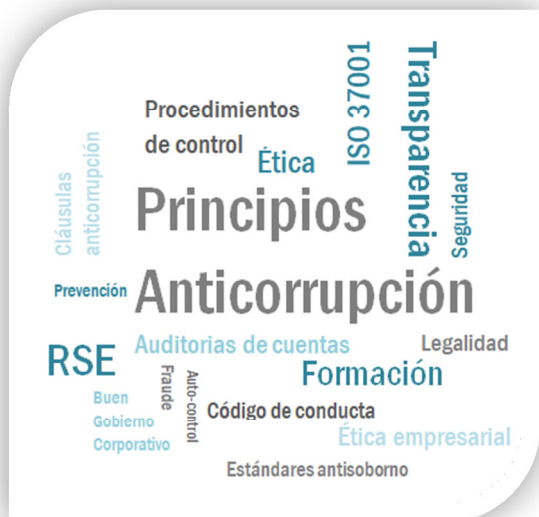 ISO 37001
Transparencia
Procedimientos
de control
Ética
Cláusulas
anticorrupción
Seguridad
Principios
Prevención
Anticorrupción
RSE
Auditorias de cuentas
Legalidad
Formación
Fraude
Auto-control
Buen
Gobierno
Corporativo
Código de conducta
Ética empresarial
Estándares antisoborno